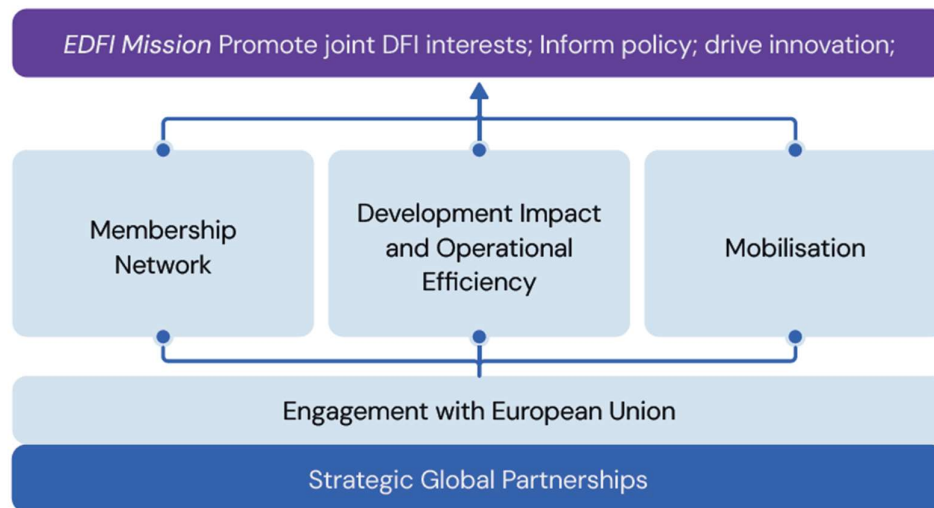 EDFI Mission Promote joint DFI interests; Inform policy; drive innovation;
Membership
Network
Development Impact
and Operational
Efficiency
Mobilisation
Engagement with European Union
Strategic Global Partnerships